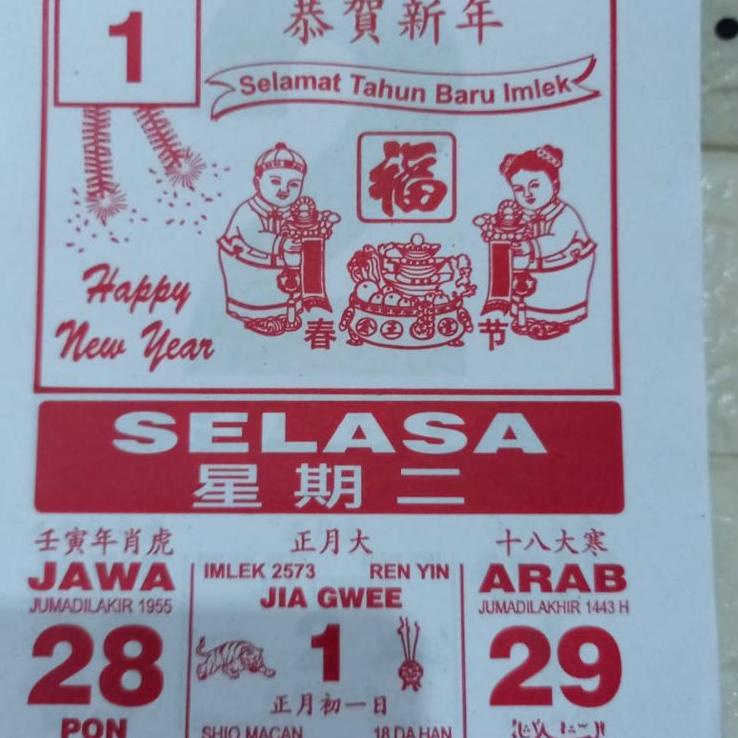 1
恭賀新年
Selamat Tahun Baru Imlek
福
Happy
New Year
春
节
SELASA
星期二
壬寅年肖虎
正月大
十八大寒
JAWA
IMLEK 2573
REN YIN
ARAB
JUMADILAKIR 1955
JIA GWEE
JUMADILAKHIR 1443 H
28
1
29
正月初一日
PON
SHIO MACAN
18 DA HAN